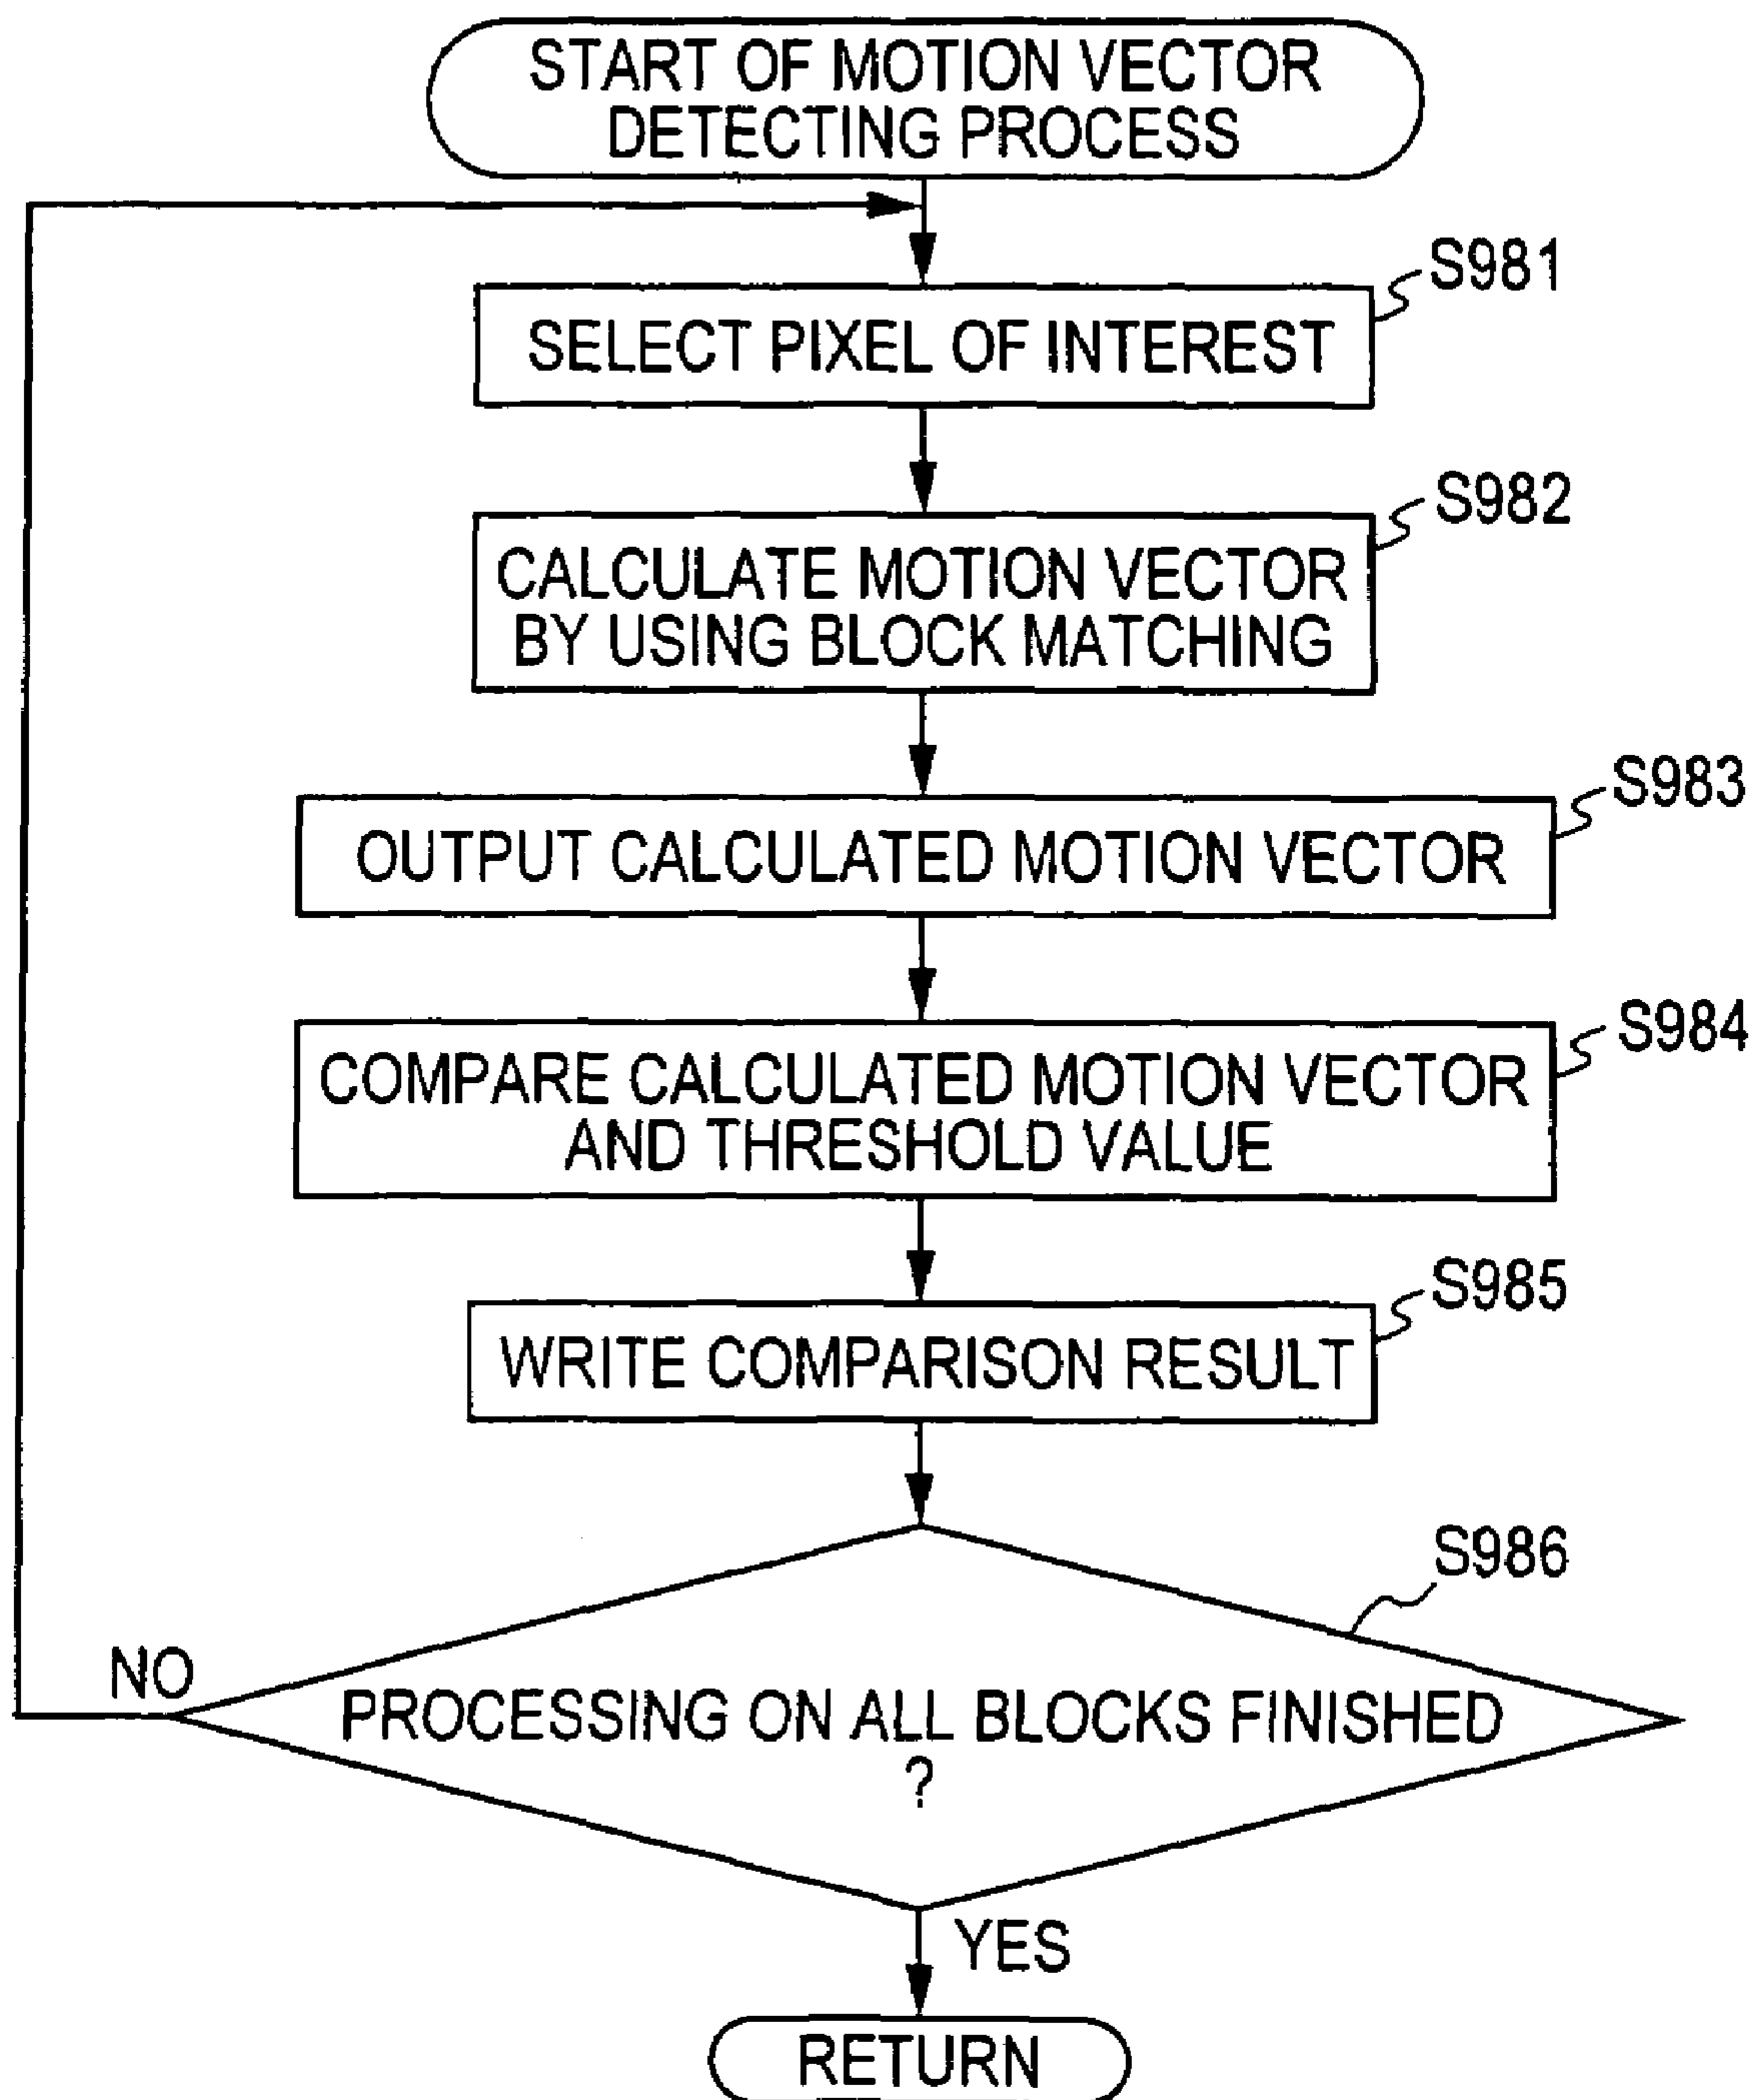 START OF MOTION VECTOR
DETECTING PROCESS
S981
SELECT PIXEL OF INTEREST
S982
CALCULATE MOTION VECTOR
BY USING BLOCK MATCHING
S983
OUTPUT CALCULATED MOTION VECTOR
S984
COMPARE CALCULATED MOTION VECTOR
AND THRESHOLD VALUE
S985
WRITE COMPARISON RESULT
S986
NO
PROCESSING ON ALL BLOCKS FINISHED
?
YES
RETURN